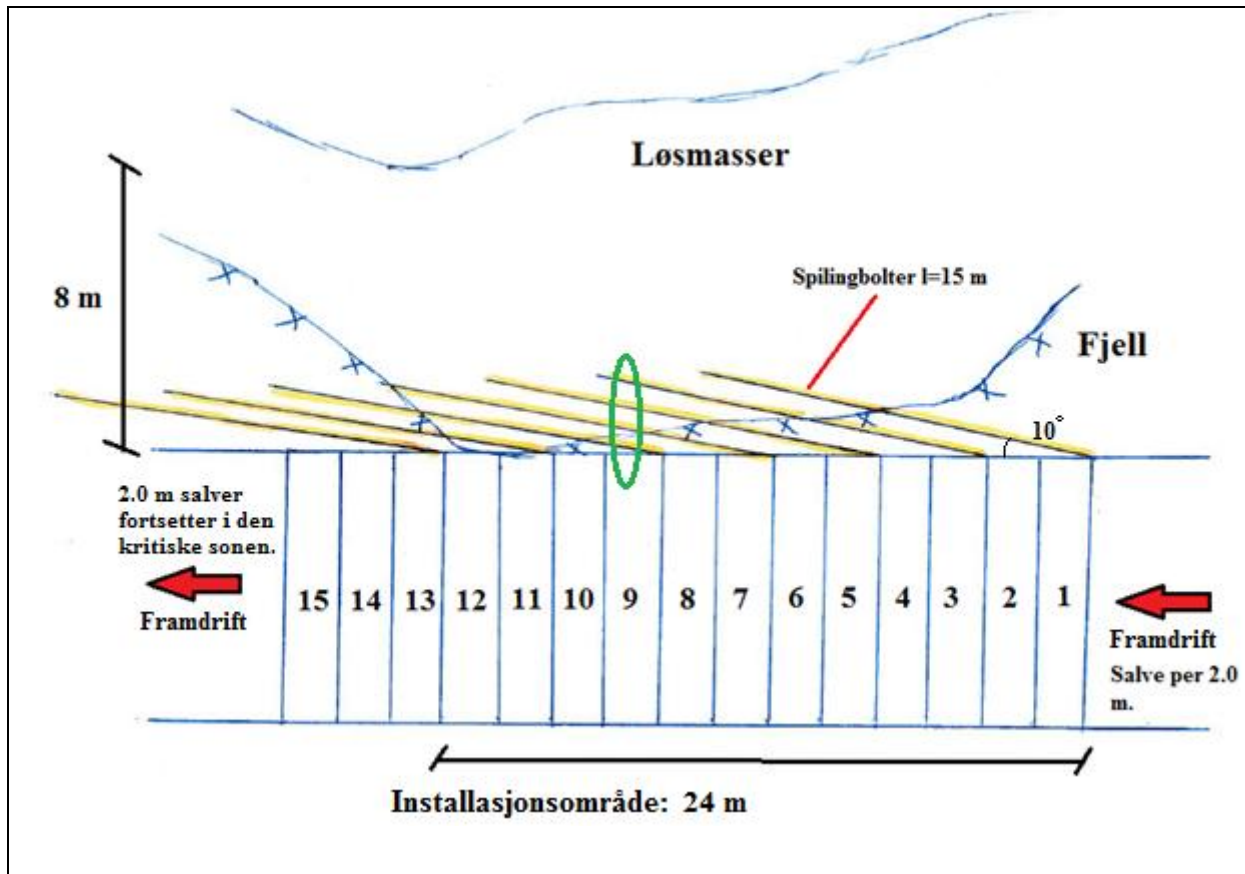 Løsmasser
Spilingbolter l=15 m
8 m
Fjell
10°
2.0 m salver
fortsetter i den
kritiske sonen.
Framdrift
15 14 13 12 11 10 9 8 7 6 5 4 3 2 1
Framdrift
Salve per 2.0
m.
Installasjonsområde: 24 m